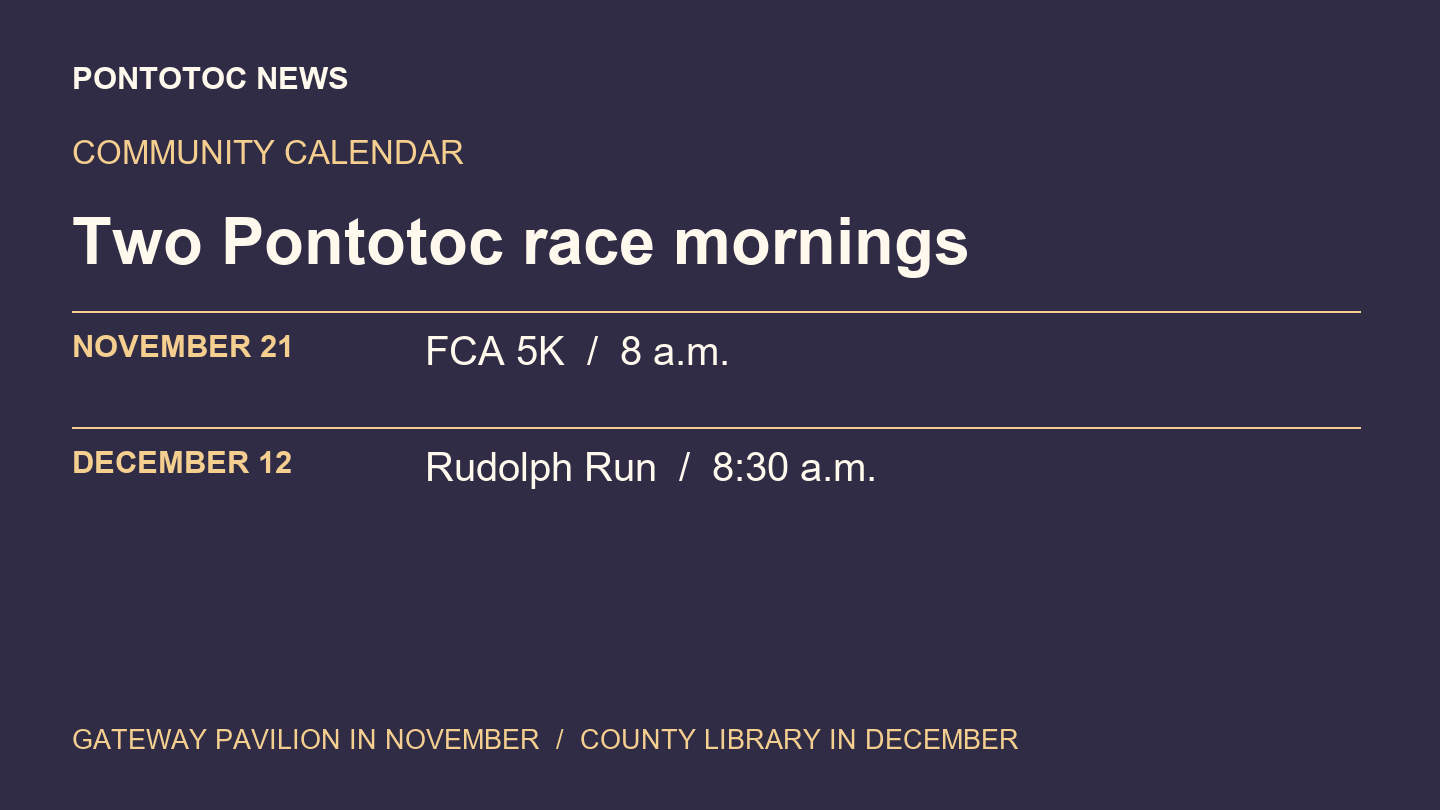 PONTOTOC NEWS
COMMUNITY CALENDAR
Two Pontotoc race mornings
NOVEMBER 21 FCA 5K / 8 a.m.
DECEMBER 12 Rudolph Run / 8:30 a.m.
GATEWAY PAVILION IN NOVEMBER / COUNTY LIBRARY IN DECEMBER